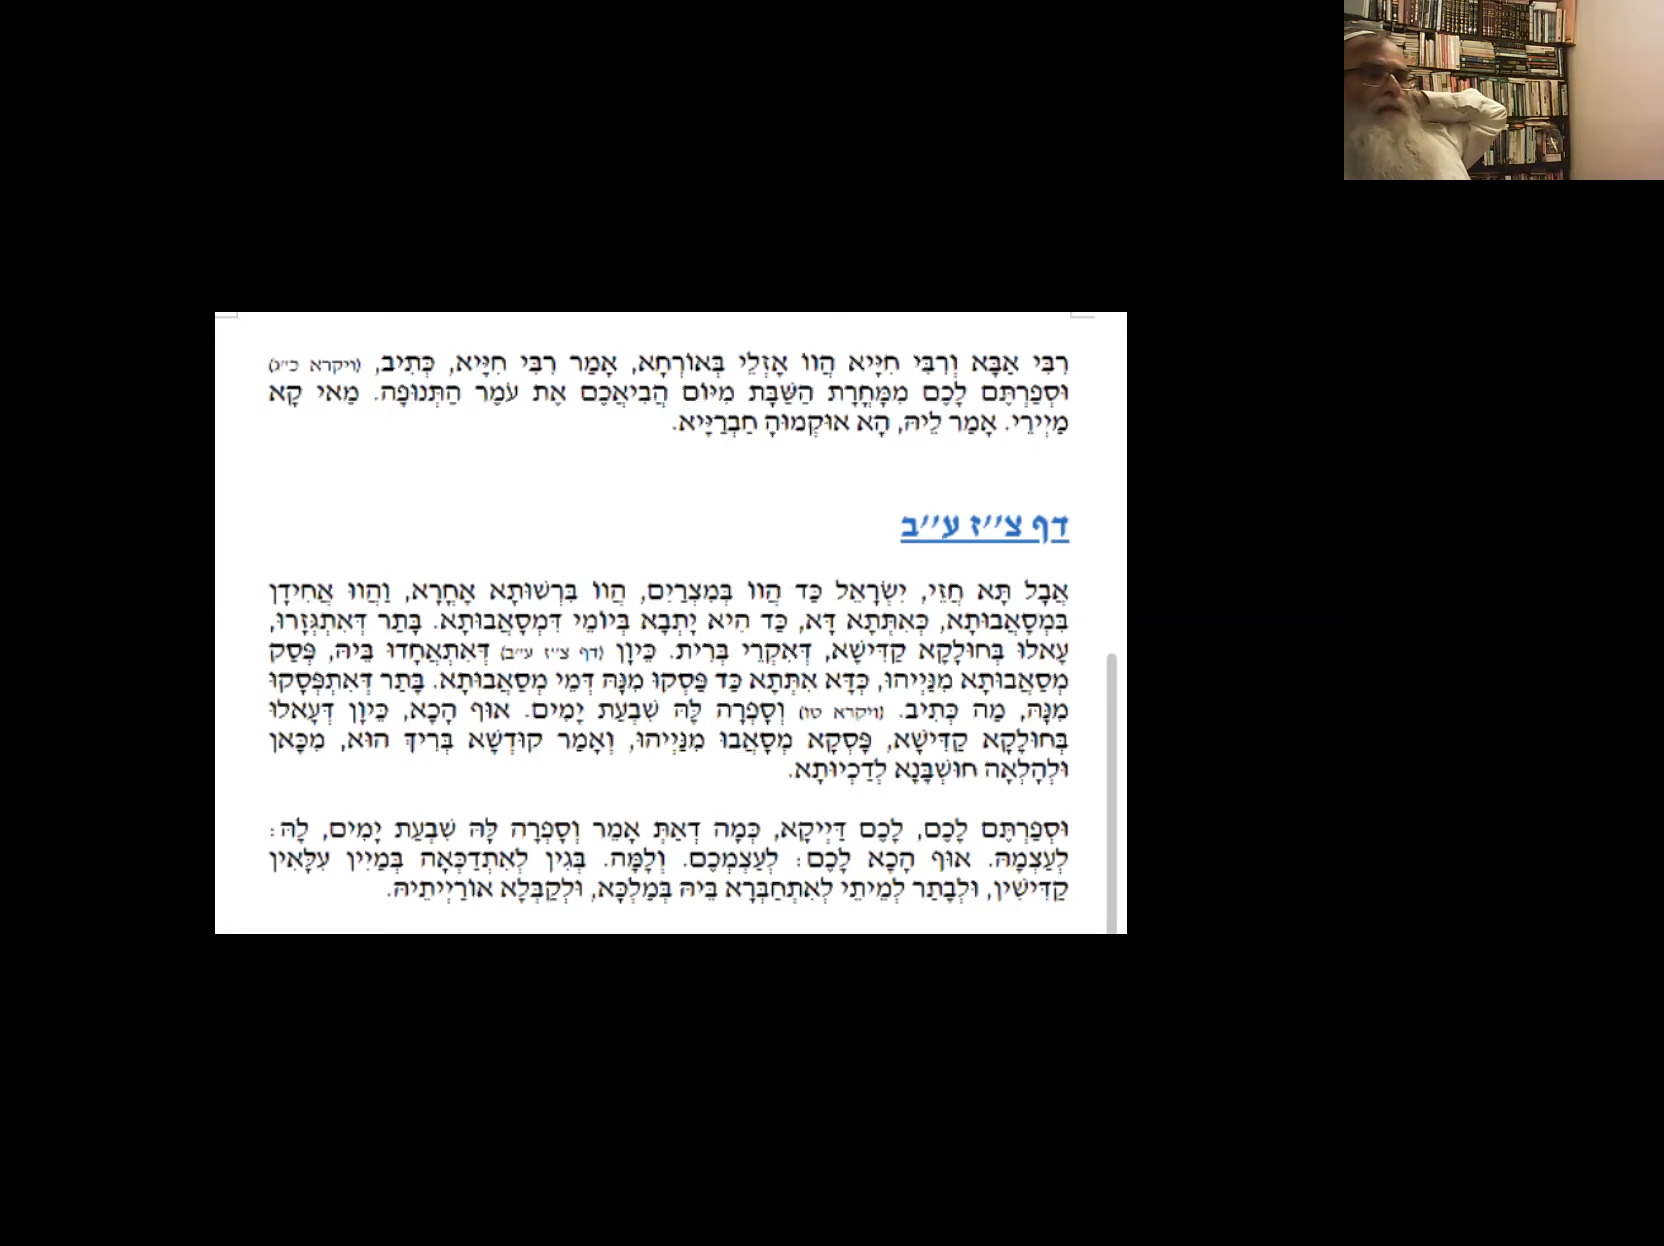 רִבִּי אַבָּא וְרִבִּי חִיָּיא הֲווֹ אָזְלֵי בְּאוֹרְחָא, אָמַר רִבִּי חִיָּיא, כְּתִיב, (ויקרא כ״ג)
וּסְפַרְתֶּם לָכֶם מִמָּחֳרָת הַשַּׁבָּת מִיּוֹם הֲבִיאֲכֶם אֶת עֹמֶר הַתְּנוּפָה. מַאי קָא
מַיְירֵי. אָמַר לֵיהּ, הָא אוּקְמוּהָ חַבְרַיָּיא.
דף צ״ז ע״ב
אֲבָל תָּא חֲזֵי, יִשְׂרָאֵל כַּד הֲווֹ בְּמִצְרַיִם, הֲווֹ בִּרְשׁוּתָא אָחֳרָא, וַהֲווּ אֲחִידָן
בִּמְסָאֲבוּתָא, כְּאִתְּתָא דָּא, כַּד הִיא יָתְבָא בְּיוֹמֵי דִּמְסָאֲבוּתָא. בָּתַר דְּאִתְגְּזָרוּ,
עָאלוּ בְּחוּלָקָא קַדִּישָׁא, דְּאִקְרֵי בְּרִית. כֵּיוָן (דף צ״ז ע״ב) דְּאִתְאֲחָדוּ בֵּיהּ, פְּסַק
מְסַאֲבוּתָא מִנַּיְיהוּ, כְּדָּא אִתְּתָא כַּד פַּסְקוּ מִנָּהּ דְּמֵי מְסַאֲבוּתָא. בָּתַר דְּאִתְפְּסָקוּ
מִנָּהּ, מַה כְּתִיב. (ויקרא טו) וְסָפְרָה לָּהּ שִׁבְעַת יָמִים. אוּף הָכָא, כֵּיוָן דְּעָאלוּ
בְּחוּלָקָא קַדִּישָׁא, פָּסְקָא מְסָאֲבוּ מִנַּיְיהוּ, וְאָמַר קוּדְשָׁא בְּרִיךְ הוּא, מִכָּאן
וּלְהָלְאָה חוּשְׁבָּנָא לְדַכְיוּתָא.
וּסְפַרְתֶּם לָכֶם, לָכֶם דַּיְיקָא, כְּמָה דְאַתְּ אָמֵר וְסָפְרָה לָּהּ שִׁבְעַת יָמִים, לָהּ:
לְעַצְמָהּ. אוּף הָכָא לָכֶם: לְעַצְמְכֶם. וְלָמָּה. בְּגִין לְאִתְדַּכְּאָה בְּמַיִין עִלָּאִין
קַדִּישִׁין, וּלְבָתַר לְמֵיתֵי לְאִתְחַבְּרָא בֵּיהּ בְּמַלְכָּא, וּלְקַבְּלָא אוֹרַיְיתֵיהּ.